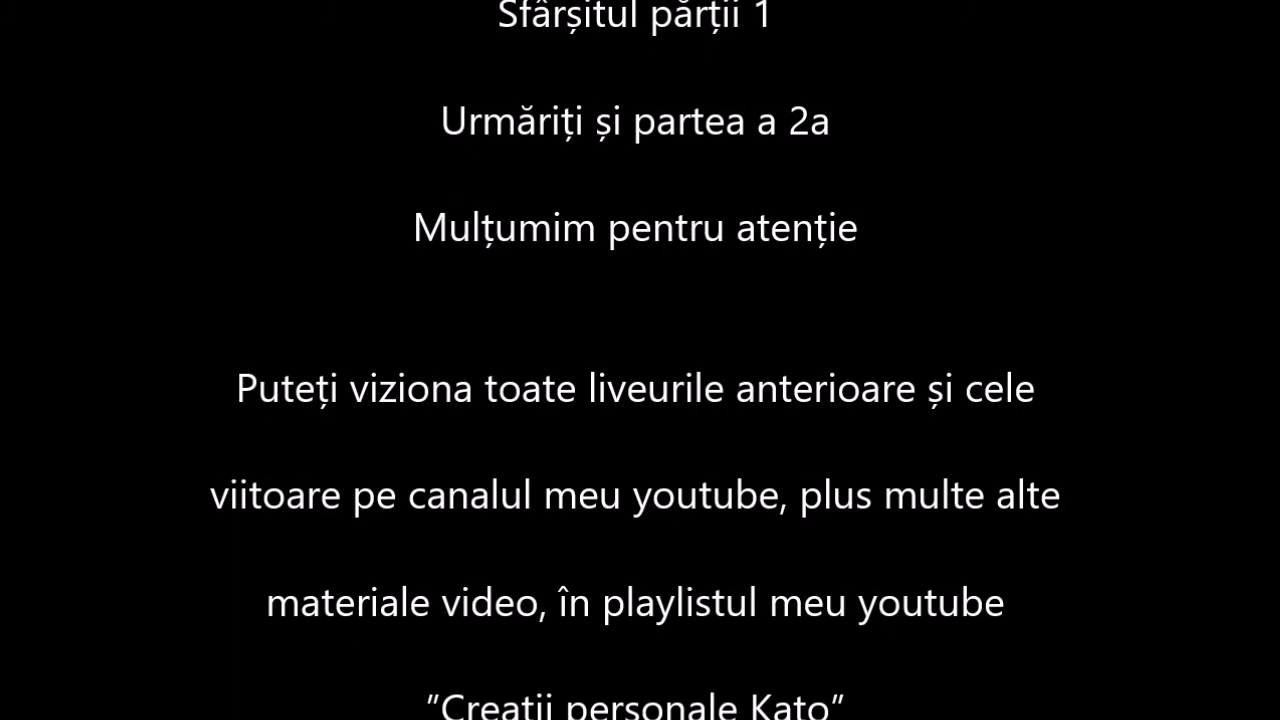 Sfârșitul părții 1
Urmăriți și partea a 2a
Mulțumim pentru atenție
Puteți viziona toate liveurile anterioare și cele
viitoare pe canalul meu youtube, plus multe alte
materiale video, în playlistul meu youtube
”Creații personale Kato”